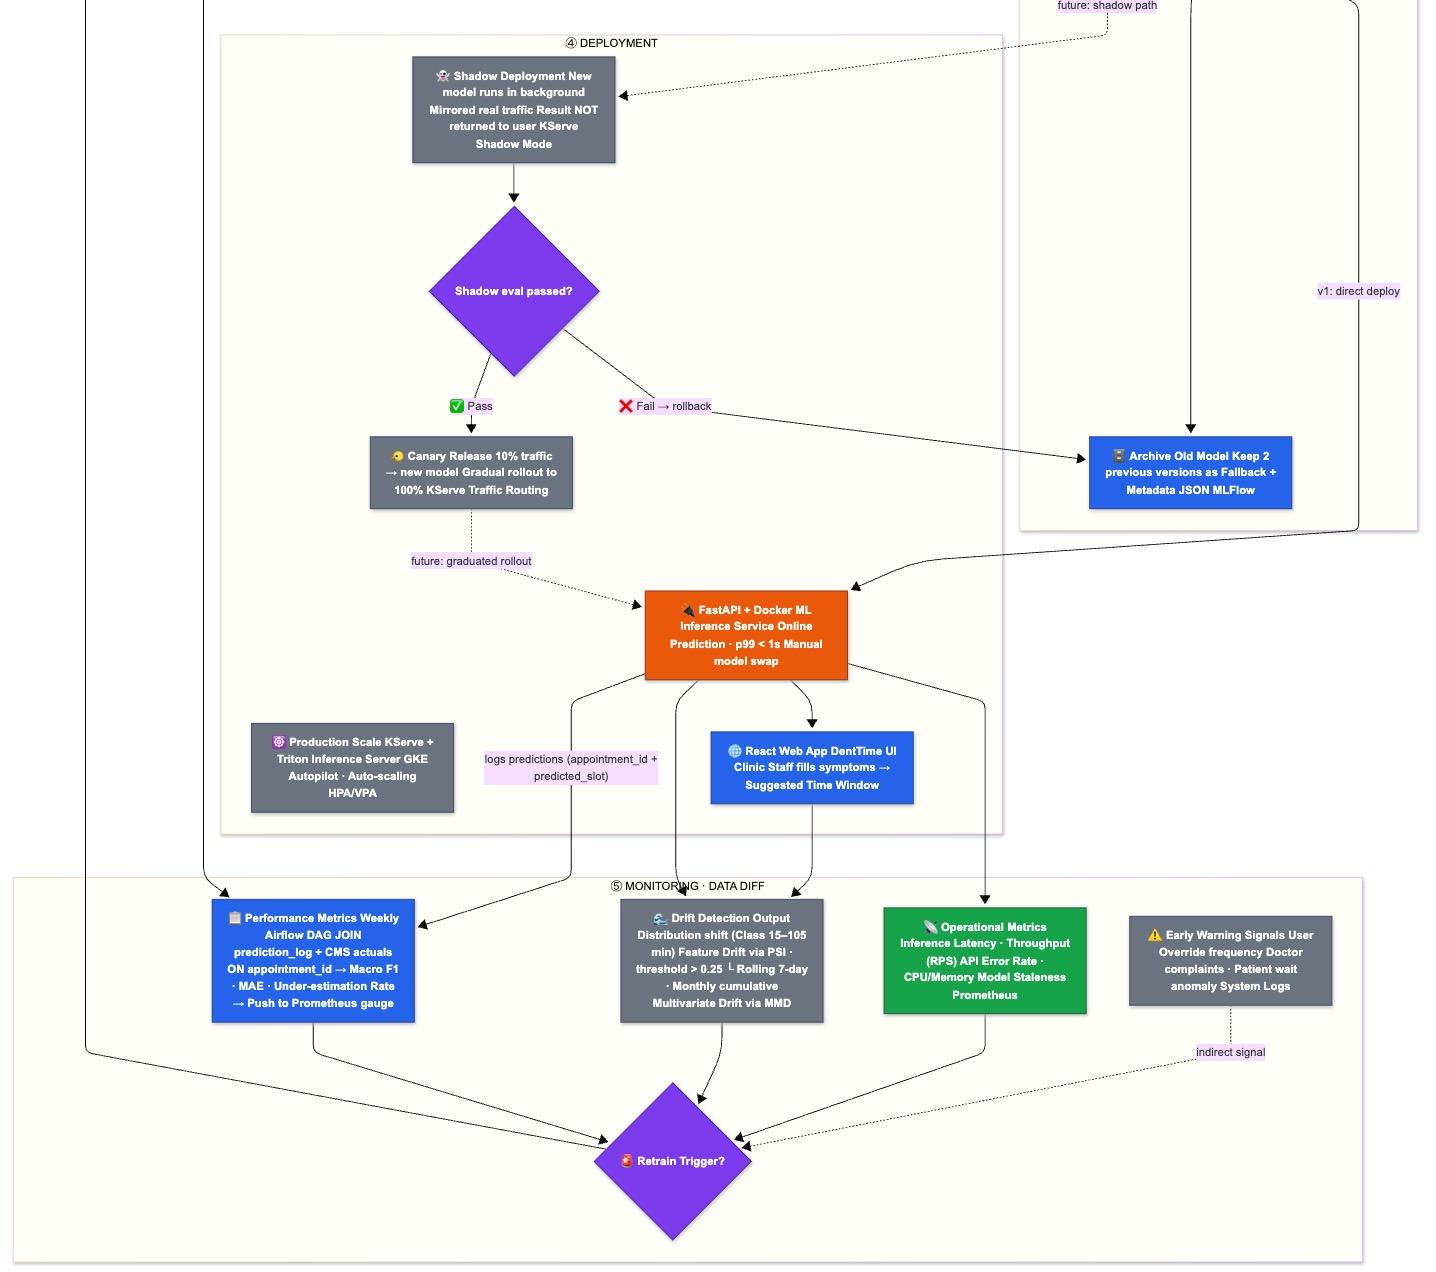 future: shadow path
④ DEPLOYMENT
👻 Shadow Deployment New
model runs in background
Mirrored real traffic Result NOT
returned to user KServe
Shadow Mode
Shadow eval passed?
v1: direct deploy
✅ Pass
❌ Fail → rollback
🐤 Canary Release 10% traffic
→ new model Gradual rollout to
100% KServe Traffic Routing
🗄️ Archive Old Model Keep 2
previous versions as Fallback +
Metadata JSON MLFlow
future: graduated rollout
🔌 FastAPI + Docker ML
Inference Service Online
Prediction · p99 < 1s Manual
model swap
☸️ Production Scale KServe +
Triton Inference Server GKE
Autopilot · Auto-scaling
HPA/VPA
logs predictions (appointment_id +
predicted_slot)
🌐 React Web App DentTime UI
Clinic Staff fills symptoms →
Suggested Time Window
⑤ MONITORING · DATA DIFF
📋 Performance Metrics Weekly
Airflow DAG JOIN
prediction_log + CMS actuals
ON appointment_id → Macro F1
· MAE · Under-estimation Rate
→ Push to Prometheus gauge
🌊 Drift Detection Output
Distribution shift (Class 15–105
min) Feature Drift via PSI ·
threshold > 0.25 └ Rolling 7-day
· Monthly cumulative
Multivariate Drift via MMD
📡 Operational Metrics
Inference Latency · Throughput
(RPS) API Error Rate ·
CPU/Memory Model Staleness
Prometheus
⚠️ Early Warning Signals User
Override frequency Doctor
complaints · Patient wait
anomaly System Logs
indirect signal
🚨 Retrain Trigger?